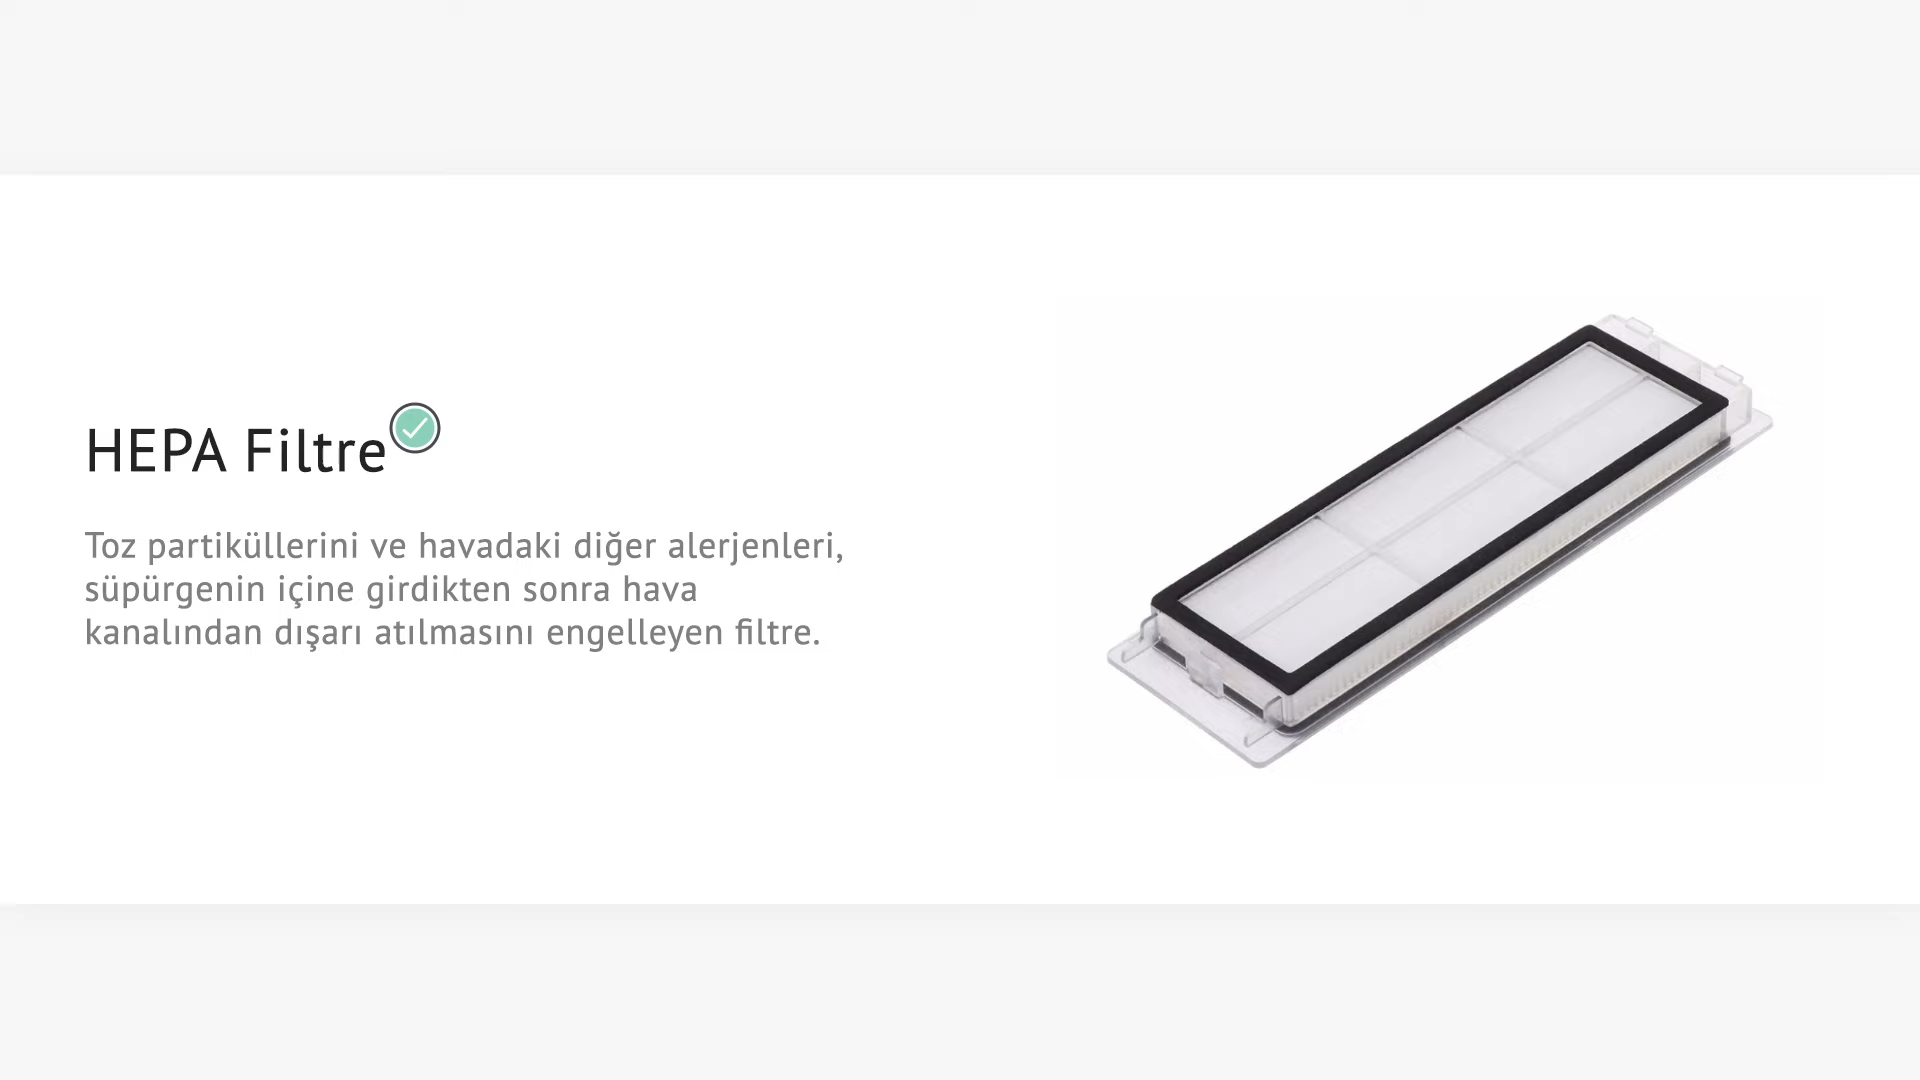 HEPA Filtre
Toz partiküllerini ve havadaki diğer alerjenleri,
süpürgenin içine girdikten sonra hava
kanalından dışarı atılmasını engelleyen filtre.